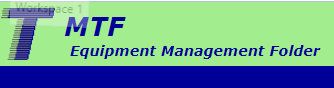 Workspace 1
T MTF
Equipment Management Folder